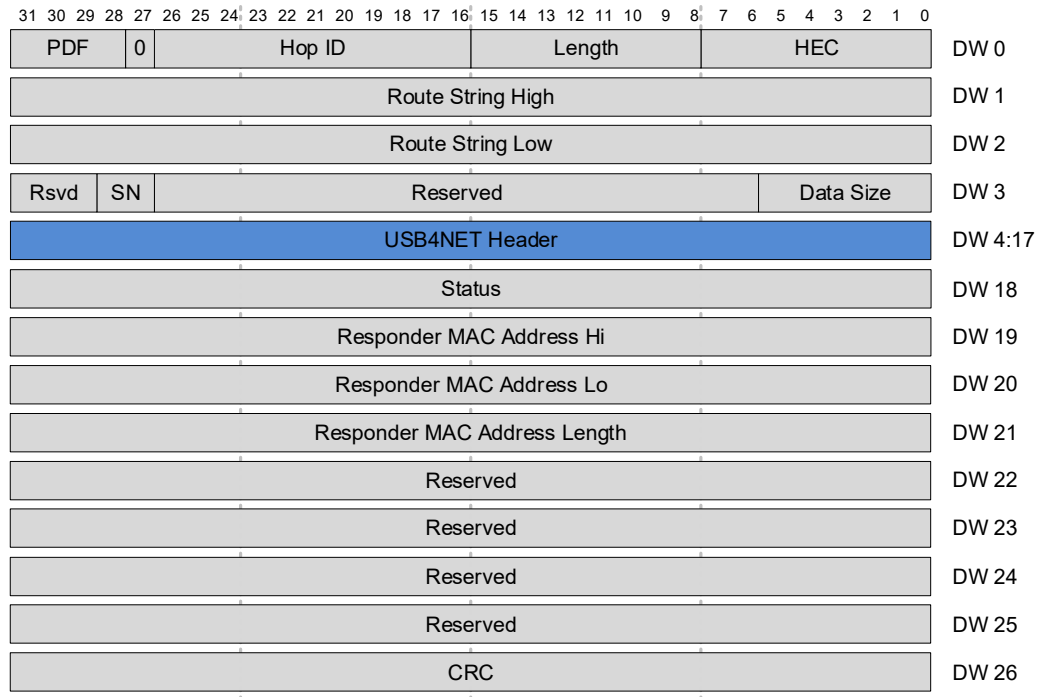 31 30 29 28 27 26 25 24 23 22 21 20 19 18 17 16 15 14 13 12 11 10 9 8 7 6 5 4 3 2 1 0
PDF 0 Hop ID Length HEC DW 0
Route String High DW 1
Route String Low DW 2
Rsvd SN Reserved Data Size DW 3
USB4NET Header DW 4:17
Status DW 18
Responder MAC Address Hi DW 19
Responder MAC Address Lo DW 20
Responder MAC Address Length DW 21
Reserved DW 22
Reserved DW 23
Reserved DW 24
Reserved DW 25
CRC DW 26